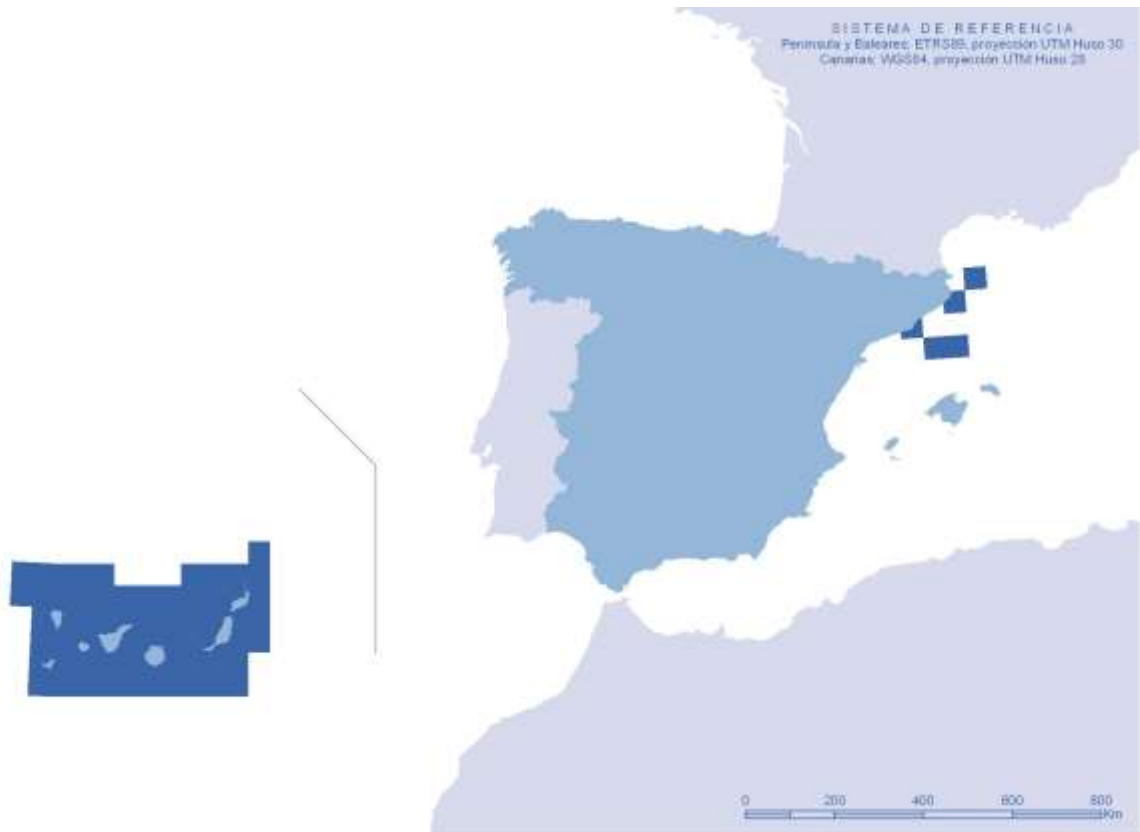 SISTEMA DE REFERENCIA
Península y Baleares: ETRS89, proyección UTM Huso 30
Canarias: WGS84, proyección UTM Huso 28
0 200 400 600 800
Km